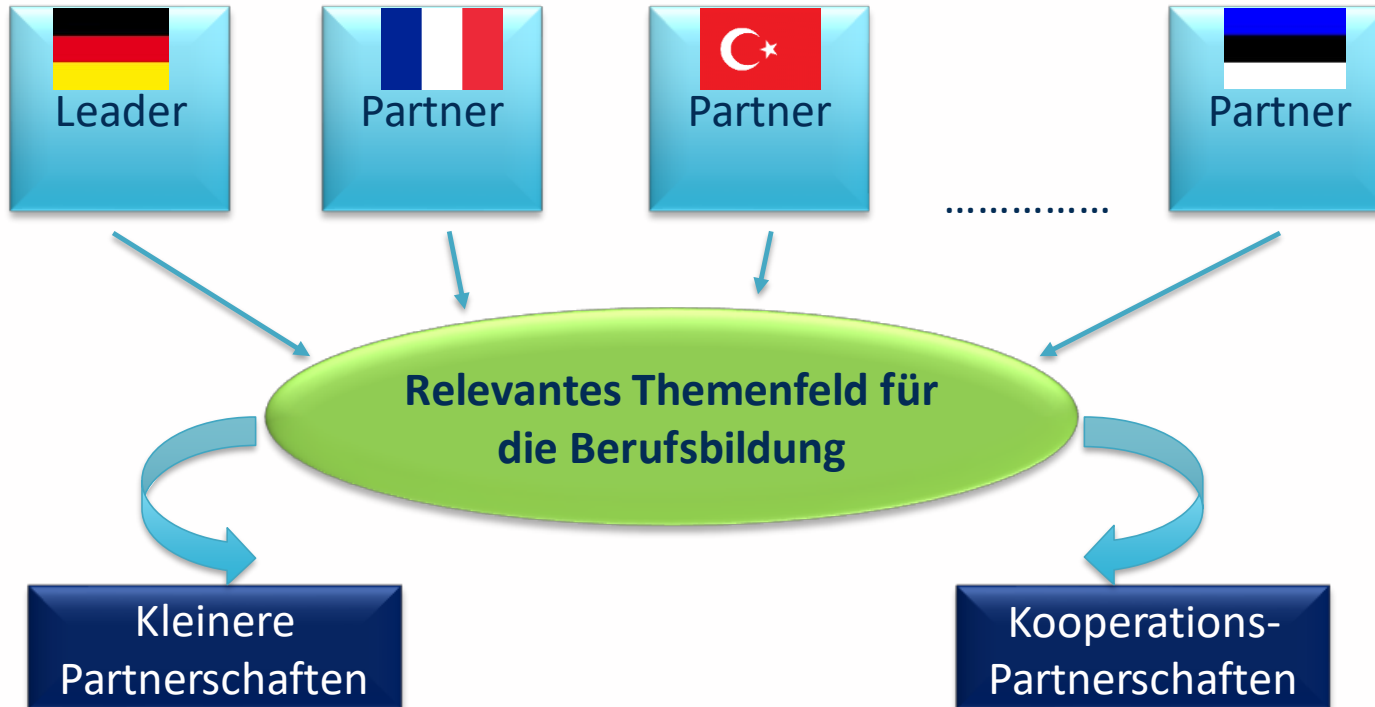 Leader
Partner
Partner
Partner
……………
Relevantes Themenfeld für
die Berufsbildung
Kleinere
Partnerschaften
Kooperations-
Partnerschaften